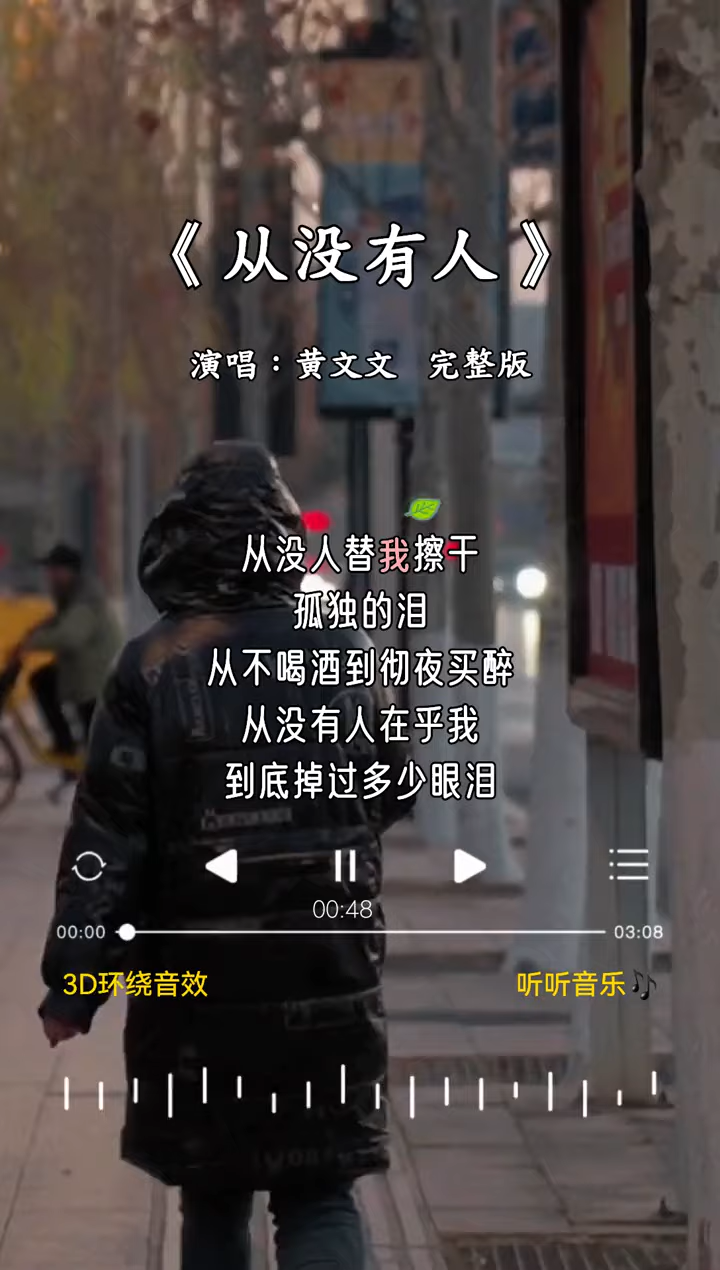 《从没有人》
演唱：黄文文 完整版
从没人替我擦干
孤独的泪
从不喝酒到彻夜买醉
从没有人在乎我
到底掉过多少眼泪
00:48
00:00 03:08
3D环绕音效 听听音乐